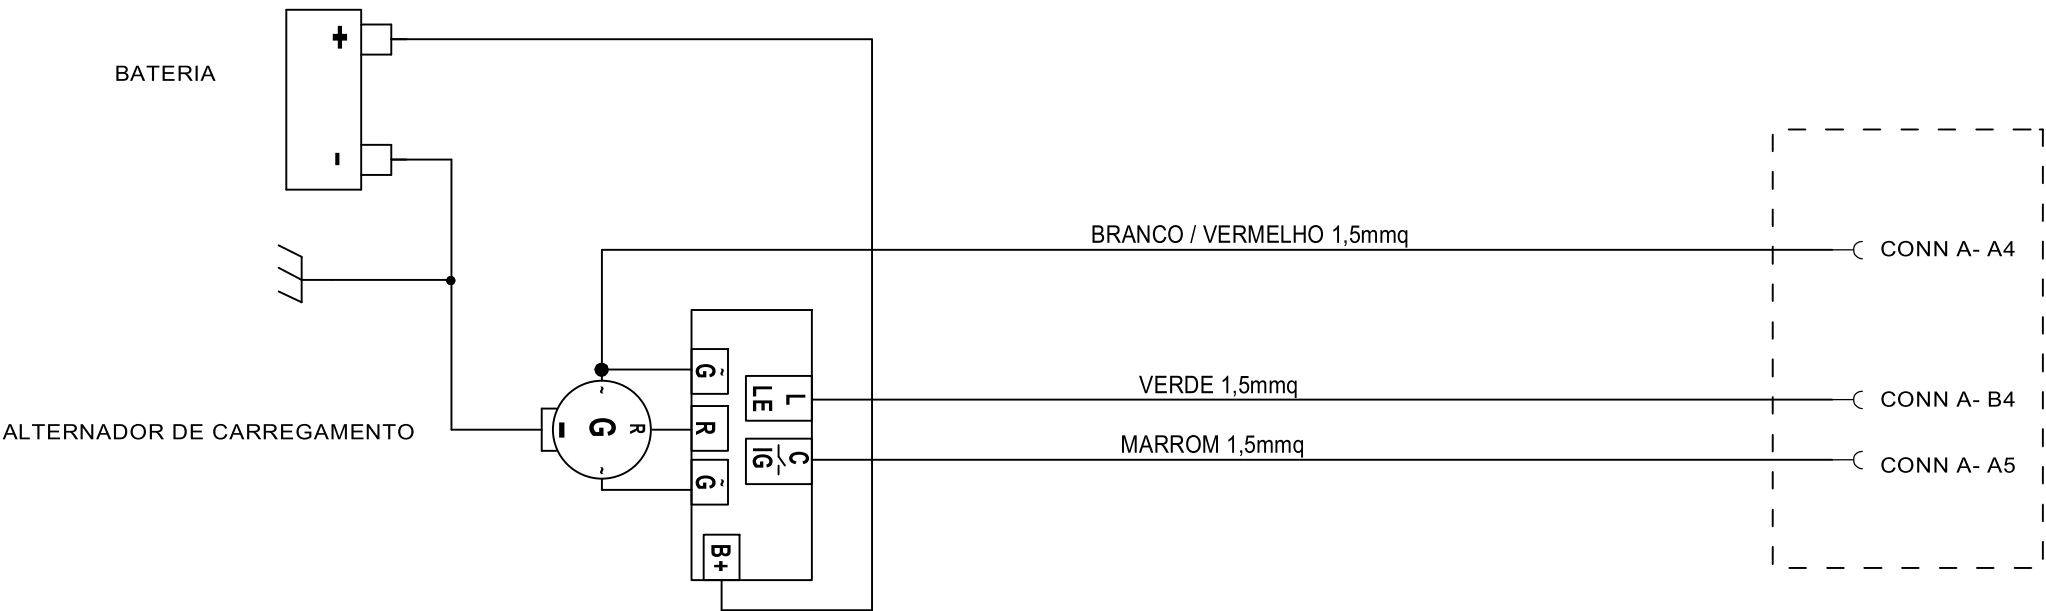 +
BATERIA
-
BRANCO / VERMELHO 1,5mmq
CONN A- A4
~
G
~
L
LE
VERDE 1,5mmq
CONN A- B4
ALTERNADOR DE CARREGAMENTO
-
G
R
R
C
IG
MARROM 1,5mmq
CONN A- A5
~
G
~
B+